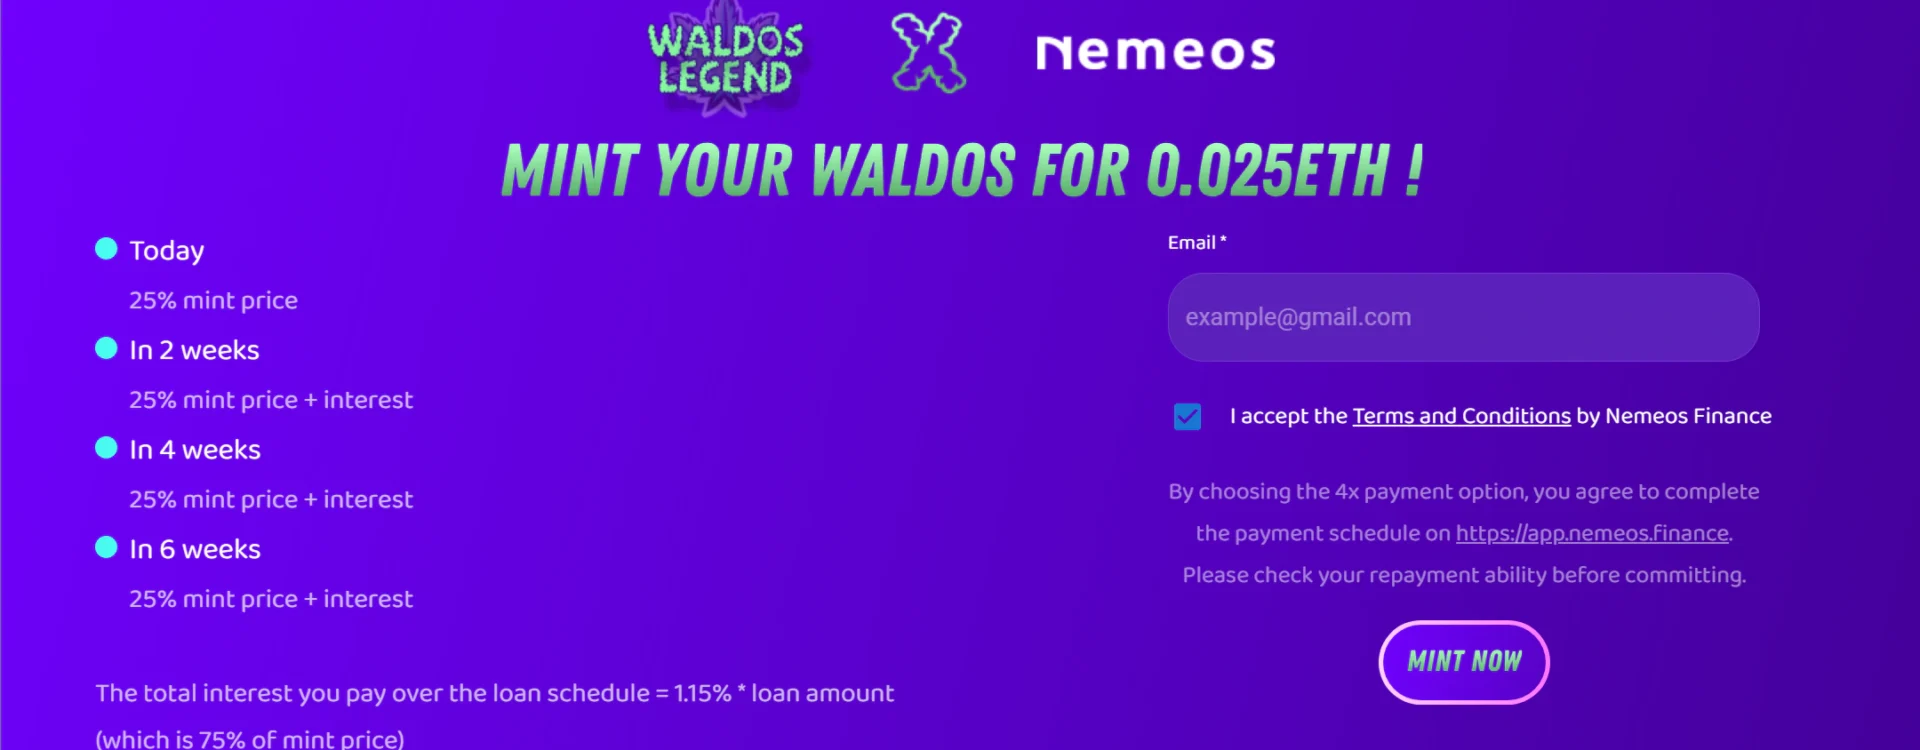 WALDOS
LEGEND
nemeos
MINT YOUR WALDOS FOR 0.025ETH !
Today
25% mint price
In 2 weeks
25% mint price + interest
In 4 weeks
25% mint price + interest
In 6 weeks
25% mint price + interest
The total interest you pay over the loan schedule = 1.15% * loan amount
(which is 75% of mint price)
Email *
example@gmail.com
I accept the Terms and Conditions by Nemeos Finance
By choosing the 4x payment option, you agree to complete
the payment schedule on https://app.nemeos.finance.
Please check your repayment ability before committing.
MINT NOW